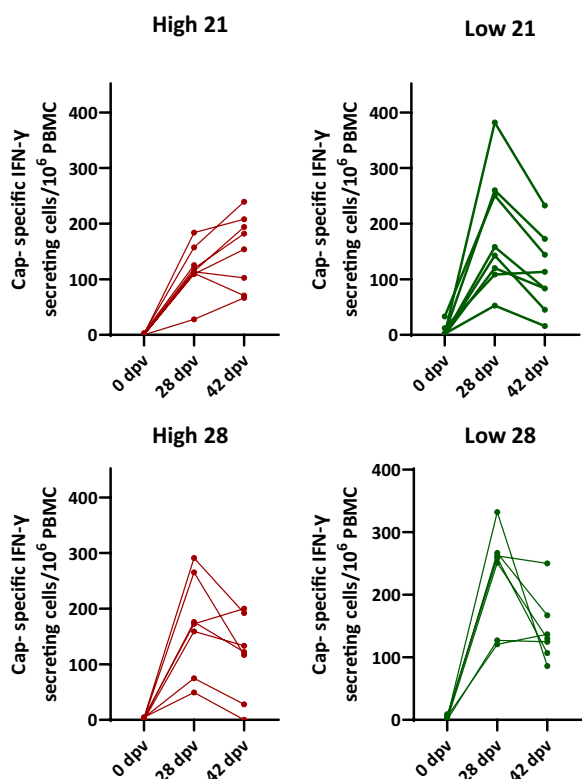 High 21
Cap- specific IFN-γ
secreting cells/10⁶ PBMC
400
300
200
100
0
0 dpv
28 dpv
42 dpv
Low 21
Cap- specific IFN-γ
secreting cells/10⁶ PBMC
400
300
200
100
0
0 dpv
28 dpv
42 dpv
High 28
Cap- specific IFN-γ
secreting cells/10⁶ PBMC
400
300
200
100
0
0 dpv
28 dpv
42 dpv
Low 28
Cap- specific IFN-γ
secreting cells/10⁶ PBMC
400
300
200
100
0
0 dpv
28 dpv
42 dpv